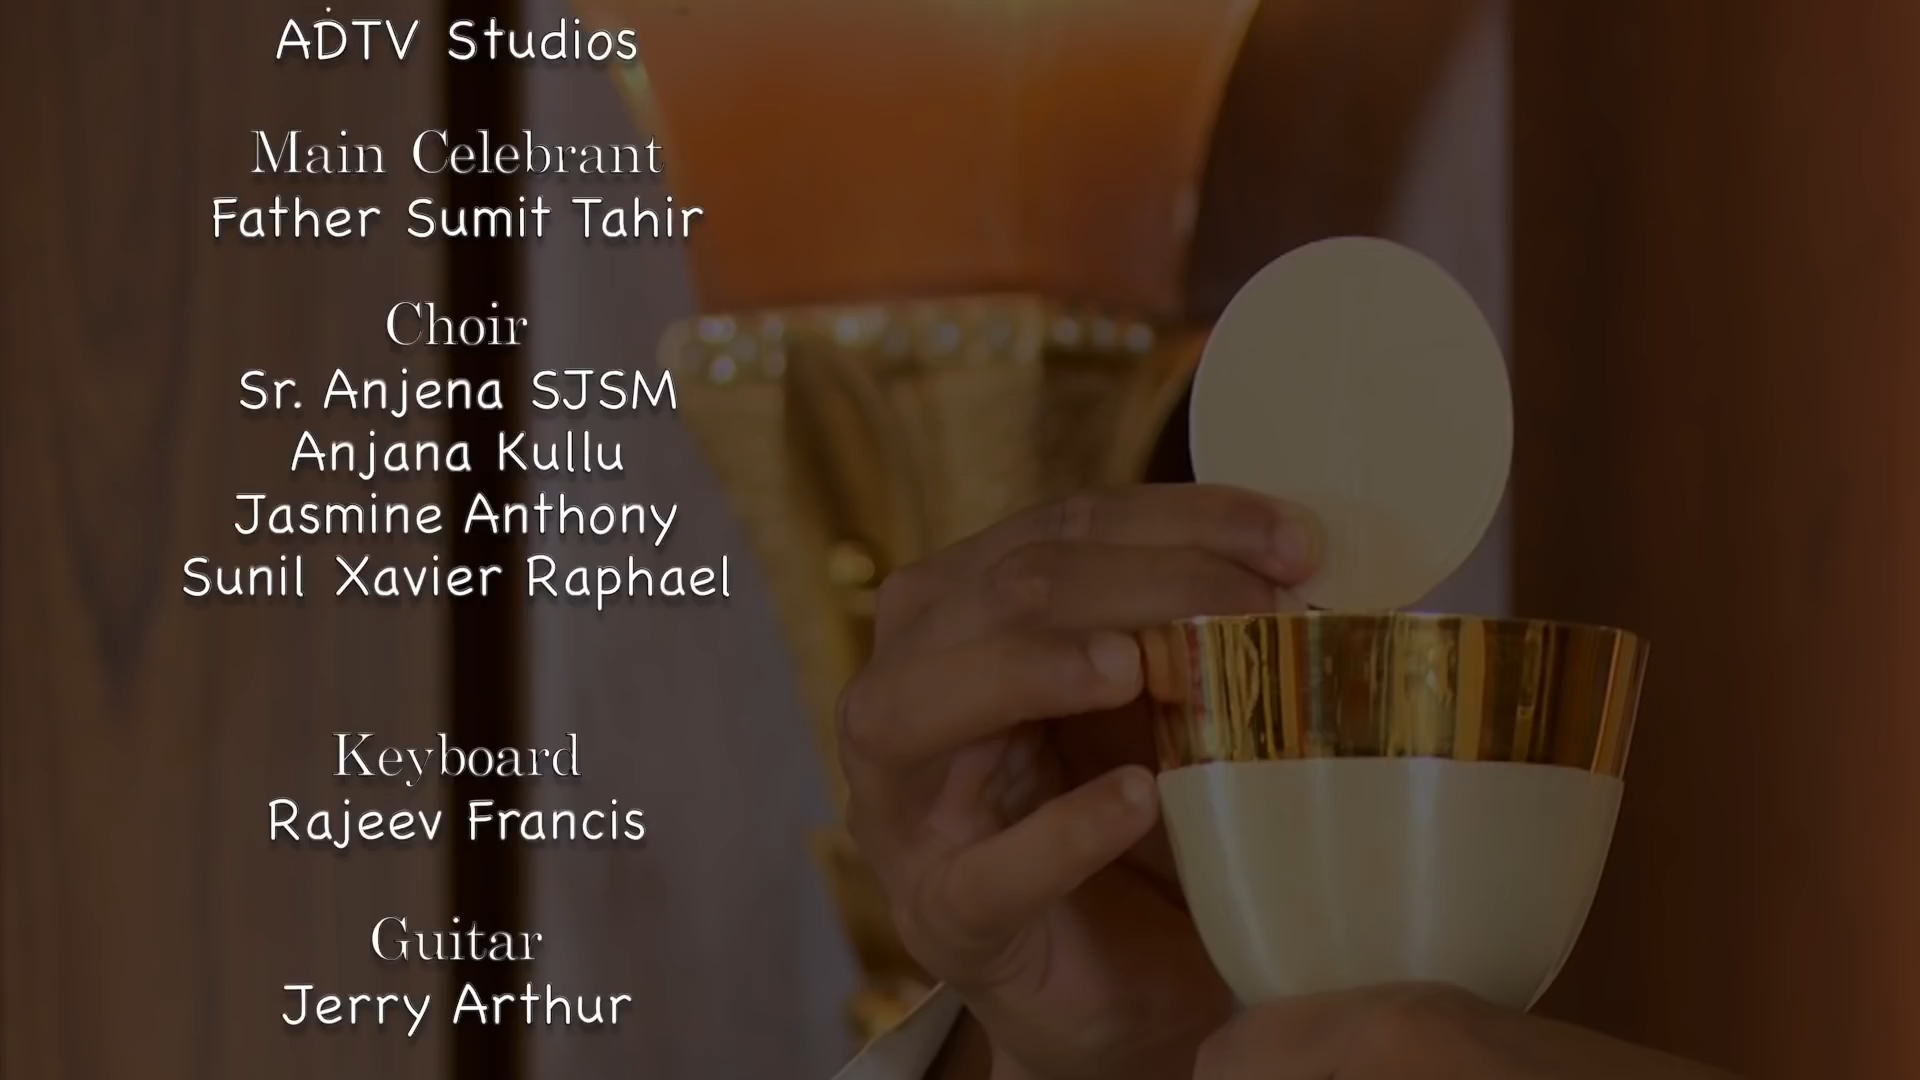 ADTV Studios
Main Celebrant
Father Sumit Tahir
Choir
Sr. Anjena SJSM
Anjana Kullu
Jasmine Anthony
Sunil Xavier Raphael
Keyboard
Rajeev Francis
Guitar
Jerry Arthur